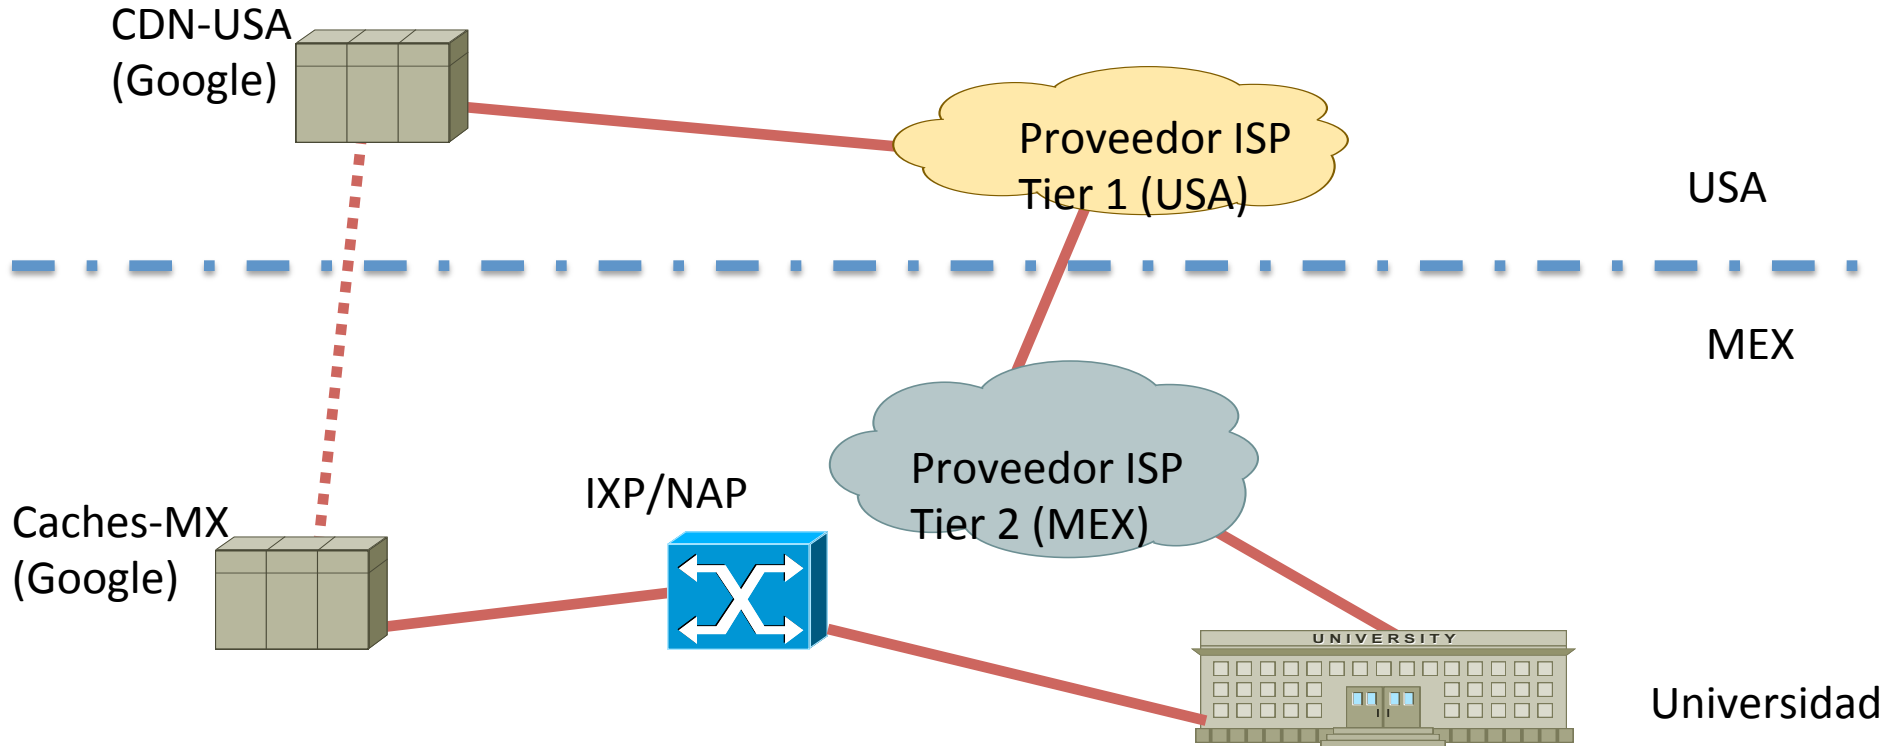 CDN-USA
(Google)
Proveedor ISP
Tier 1 (USA)
USA
MEX
Proveedor ISP
Tier 2 (MEX)
IXP/NAP
Caches-MX
(Google)
UNIVERSITY
Universidad